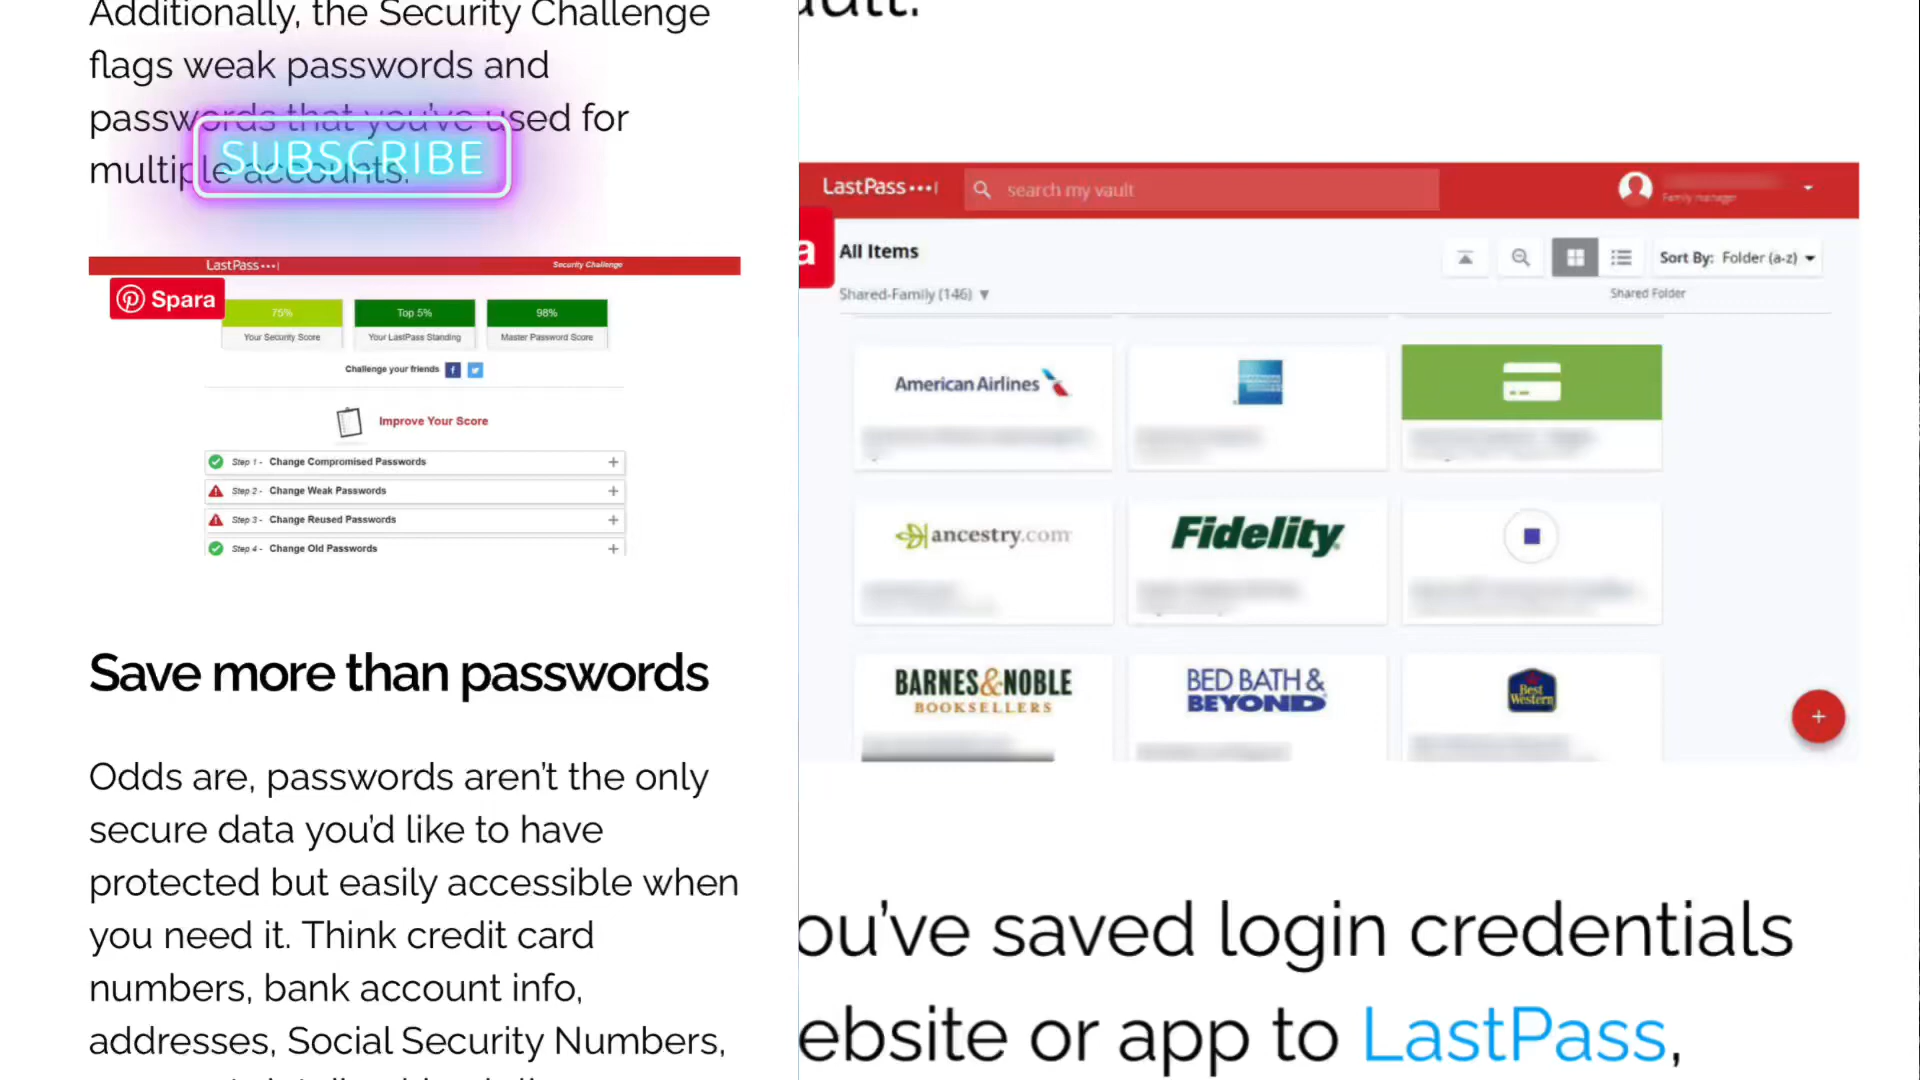 Additionally, the Security Challenge
flags weak passwords and
passwords that you've used for
multiple accounts.
SUBSCRIBE
LastPass
Security Challenge
Spara
75%
Your Security Score
Top 5%
Your LastPass Standing
98%
Master Password Score
Challenge your friends
Improve Your Score
Step 1 - Change Compromised Passwords +
Step 2 - Change Weak Passwords +
Step 3 - Change Reused Passwords +
Step 4 - Change Old Passwords +
Save more than passwords
Odds are, passwords aren't the only
secure data you'd like to have
protected but easily accessible when
you need it. Think credit card
numbers, bank account info,
addresses, Social Security Numbers,
LastPass
search my vault
Family manager
a
All Items
Sort By: Folder (a-z)
Shared-Family (146)
Shared Folder
American Airlines
ancestry.com
Fidelity
BARNES&NOBLE
BOOKSELLERS
BED BATH &
BEYOND
Best
Western
+
ou've saved login credentials
ebsite or app to LastPass,